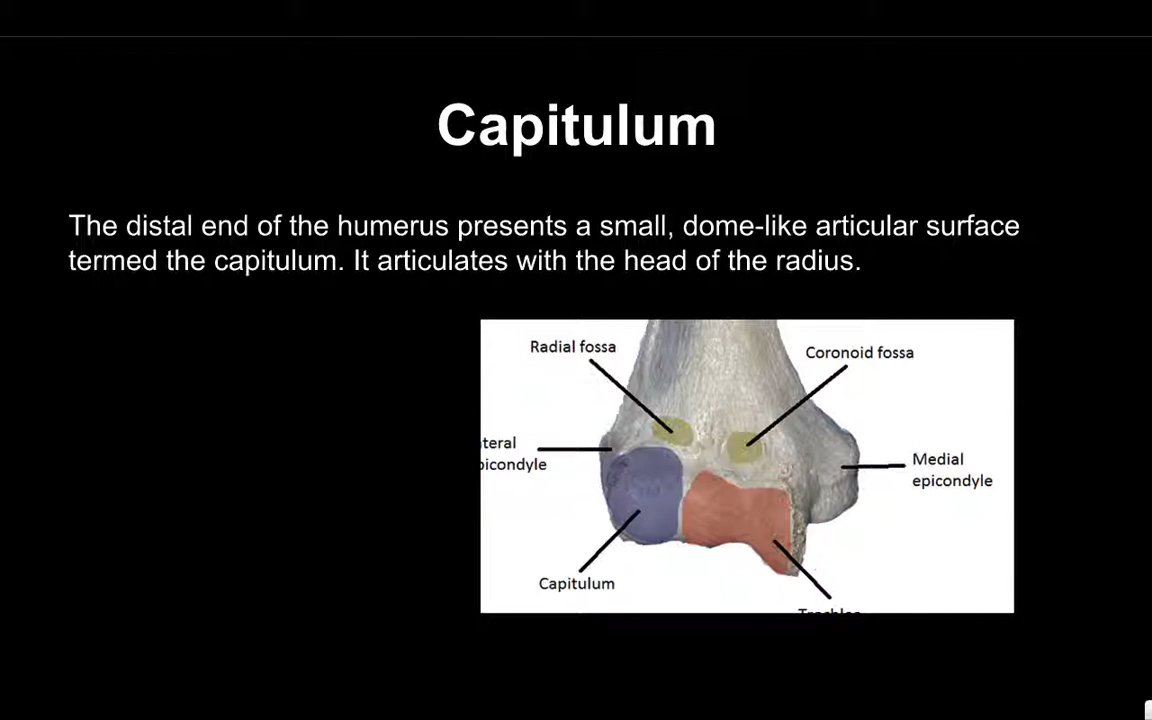 Capitulum
The distal end of the humerus presents a small, dome-like articular surface
termed the capitulum. It articulates with the head of the radius.
Radial fossa
Coronoid fossa
teral
picondyle
Medial
epicondyle
Capitulum